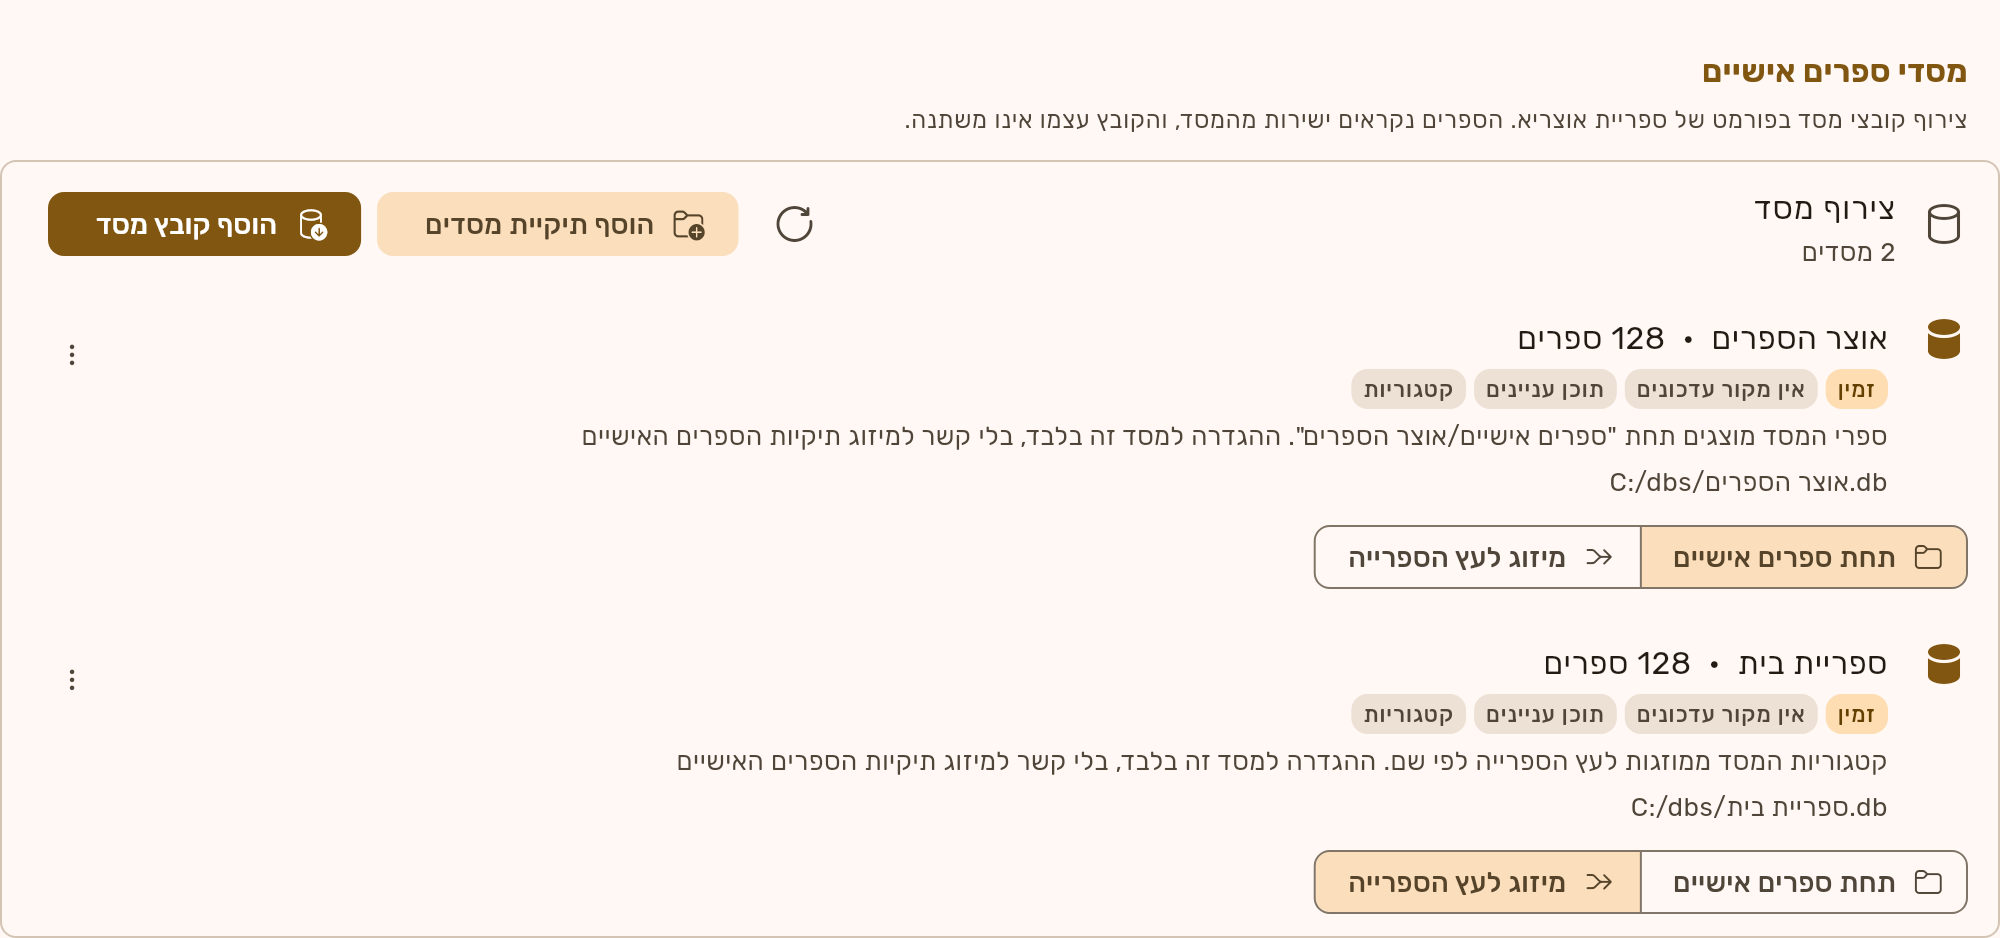 מסדי ספרים אישיים
צירוף קובצי מסד בפורמט של ספריית אוצריא. הספרים נקראים ישירות מהמסד, והקובץ עצמו אינו משתנה.
צירוף מסד
2 מסדים
הוסף תיקיית מסדים
הוסף קובץ מסד
אוצר הספרים • 128 ספרים
זמין אין מקור עדכונים תוכן עניינים קטגוריות
ספרי המסד מוצגים תחת "ספרים אישיים/אוצר הספרים". ההגדרה למסד זה בלבד, בלי קשר למיזוג תיקיות הספרים האישיים
C:/dbs/אוצר הספרים.db
תחת ספרים אישיים מיזוג לעץ הספרייה
ספריית בית • 128 ספרים
זמין אין מקור עדכונים תוכן עניינים קטגוריות
קטגוריות המסד ממוזגות לעץ הספרייה לפי שם. ההגדרה למסד זה בלבד, בלי קשר למיזוג תיקיות הספרים האישיים
C:/dbs/ספריית בית.db
תחת ספרים אישיים מיזוג לעץ הספרייה